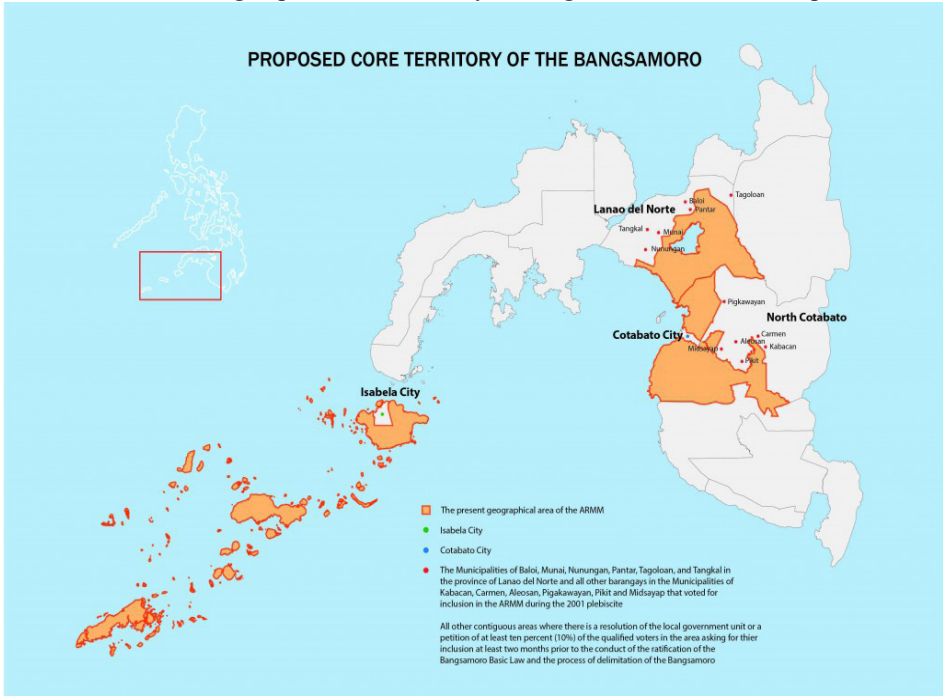 PROPOSED CORE TERRITORY OF THE BANGSAMORO
Tagoloan
Baloi
Lanao del Norte
Pantar
Tangkal
Munai
Nunungan
Pigkawayan
North Cotabato
Cotabato City
Carmen
Aleosan
Midsayap
Kabacan
Pikit
Isabela City
The present geographical area of the ARMM
Isabela City
Cotabato City
The Municipalities of Baloi, Munai, Nunungan, Pantar, Tagoloan, and Tangkal in
the province of Lanao del Norte and all other barangays in the Municipalities of
Kabacan, Carmen, Aleosan, Pigakawayan, Pikit and Midsayap that voted for
inclusion in the ARMM during the 2001 plebiscite
All other contiguous areas where there is a resolution of the local government unit or a
petition of at least ten percent (10%) of the qualified voters in the area asking for thier
inclusion at least two months prior to the conduct of the ratification of the
Bangsamoro Basic Law and the process of delimitation of the Bangsamoro